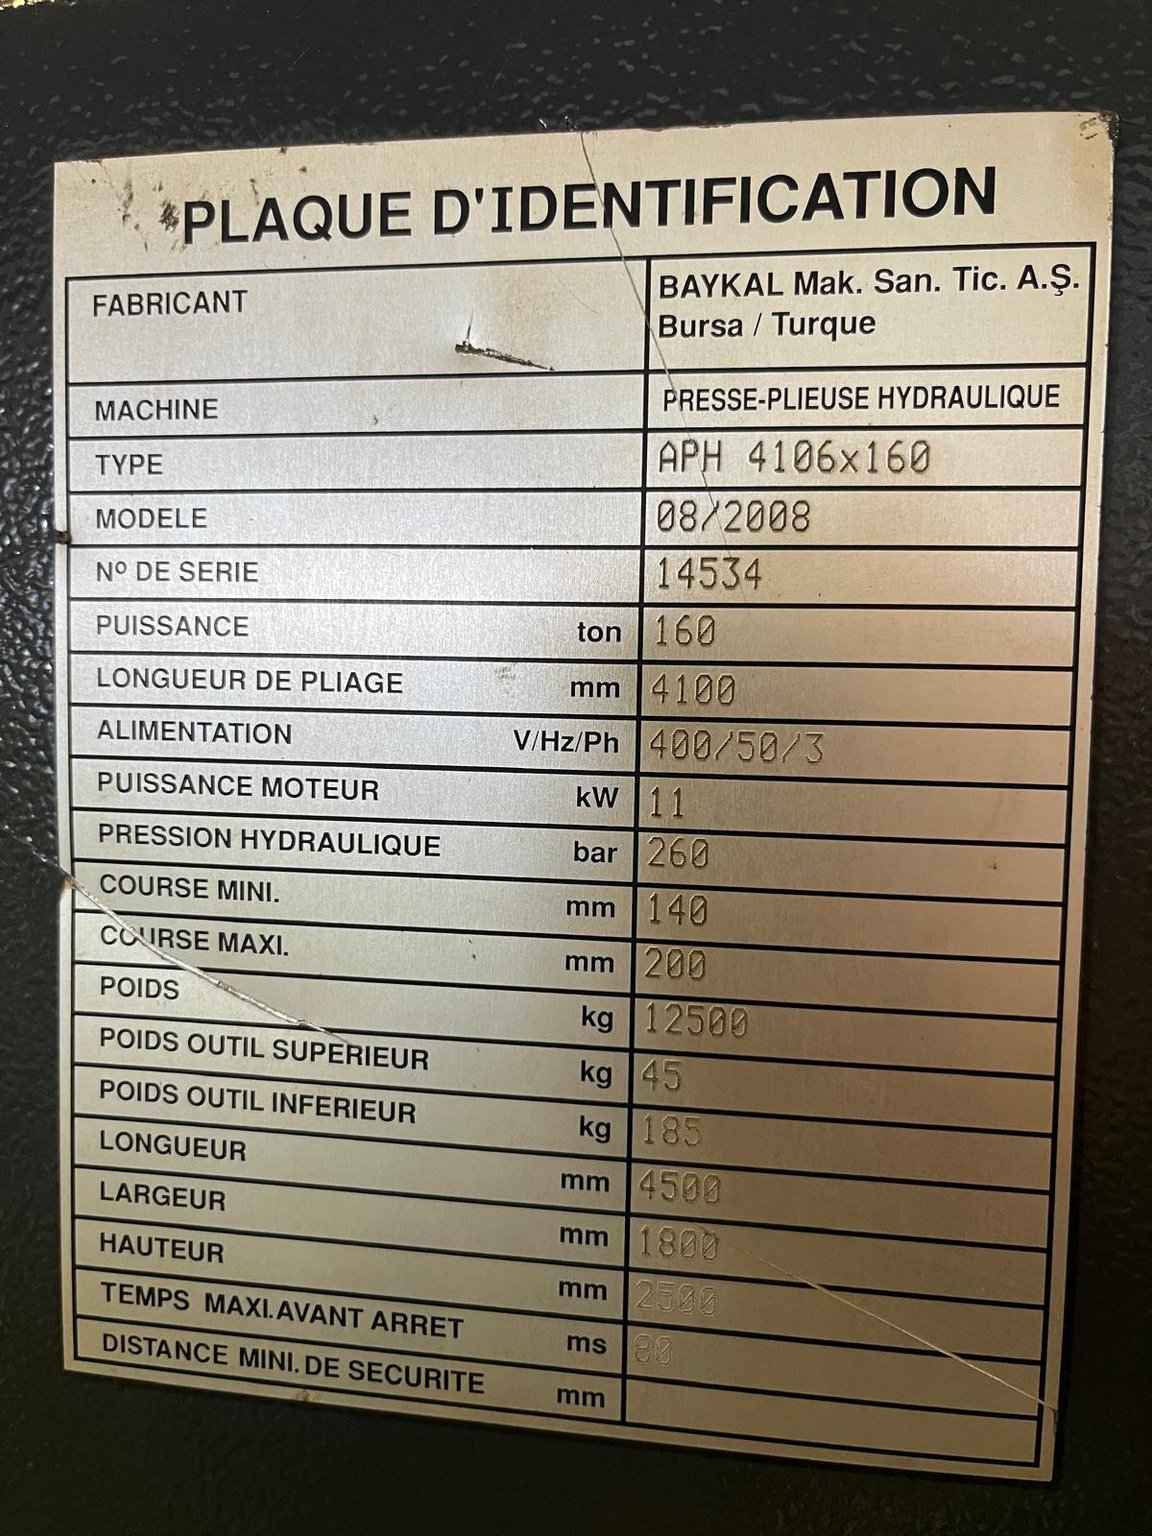 PLAQUE D'IDENTIFICATION
FABRICANT BAYKAL Mak. San. Tic. A.Ş.
Bursa / Turque
MACHINE PRESSE-PLIEUSE HYDRAULIQUE
TYPE APH 4106x160
MODELE 08/2008
Nº DE SERIE 14534
PUISSANCE ton 160
LONGUEUR DE PLIAGE mm 4100
ALIMENTATION V/Hz/Ph 400/50/3
PUISSANCE MOTEUR kW 11
PRESSION HYDRAULIQUE bar 260
COURSE MINI. mm 140
COURSE MAXI. mm 200
POIDS kg 12500
POIDS OUTIL SUPERIEUR kg 45
POIDS OUTIL INFERIEUR kg 185
LONGUEUR mm 4500
LARGEUR mm 1800
HAUTEUR mm 2500
TEMPS MAXI.AVANT ARRET ms 80
DISTANCE MINI. DE SECURITE mm